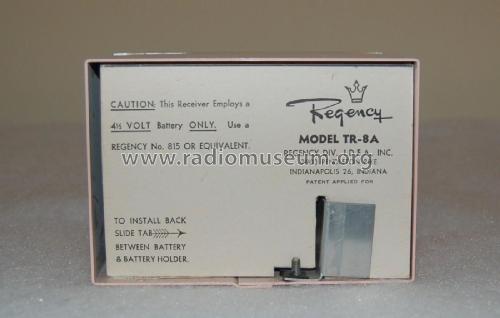 CAUTION: This Receiver Employs a
4½ VOLT Battery ONLY. Use a
REGENCY No. 815 OR EQUIVALENT.
Regency
MODEL TR-8A
REGENCY DIV., I.D.E.A., INC.
INDIANAPOLIS 26, INDIANA
PATENT APPLIED FOR
www.radiomuseum.org
TO INSTALL BACK
SLIDE TAB
BETWEEN BATTERY
& BATTERY HOLDER.